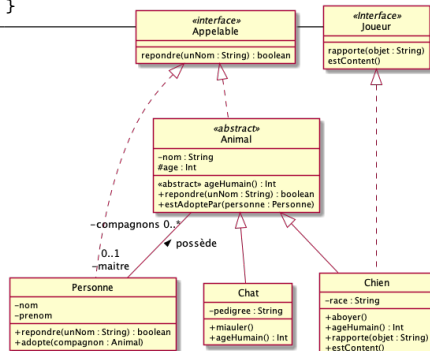 }
«interface»
Appelable
repondre(unNom : String) : boolean
«Interface»
Joueur
rapporte(objet : String)
estContent()
«abstract»
Animal
-nom : String
#age : Int
«abstract» ageHumain() : Int
+repondre(unNom : String) : boolean
+estAdoptePar(personne : Personne)
-compagnons 0..*
possède
0..1
-maitre
Personne
-nom
-prenom
+repondre(unNom : String) : boolean
+adopte(compagnon : Animal)
Chat
-pedigree : String
+miauler()
+ageHumain() : Int
Chien
-race : String
+aboyer()
+ageHumain() : Int
+rapporte(objet : String)
+estContent()